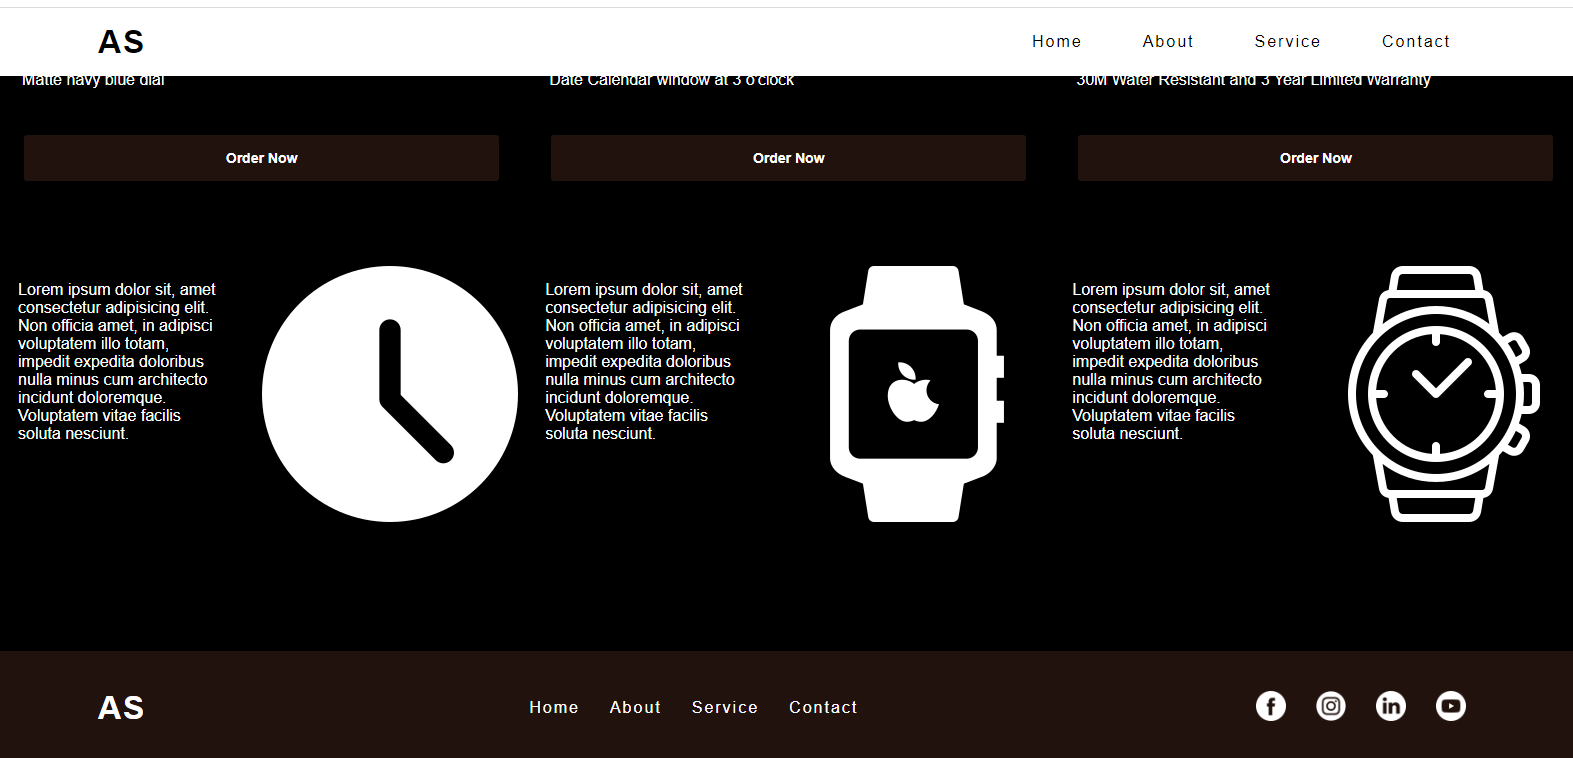 AS
Home About Service Contact
Matte navy blue dial
Date Calendar window at 3 o'clock
30M Water Resistant and 3 Year Limited Warranty
Order Now
Order Now
Order Now
Lorem ipsum dolor sit, amet
consectetur adipisicing elit.
Non officia amet, in adipisci
voluptatem illo totam,
impedit expedita doloribus
nulla minus cum architecto
incidunt doloremque.
Voluptatem vitae facilis
soluta nesciunt.
Lorem ipsum dolor sit, amet
consectetur adipisicing elit.
Non officia amet, in adipisci
voluptatem illo totam,
impedit expedita doloribus
nulla minus cum architecto
incidunt doloremque.
Voluptatem vitae facilis
soluta nesciunt.
Lorem ipsum dolor sit, amet
consectetur adipisicing elit.
Non officia amet, in adipisci
voluptatem illo totam,
impedit expedita doloribus
nulla minus cum architecto
incidunt doloremque.
Voluptatem vitae facilis
soluta nesciunt.
AS
Home About Service Contact